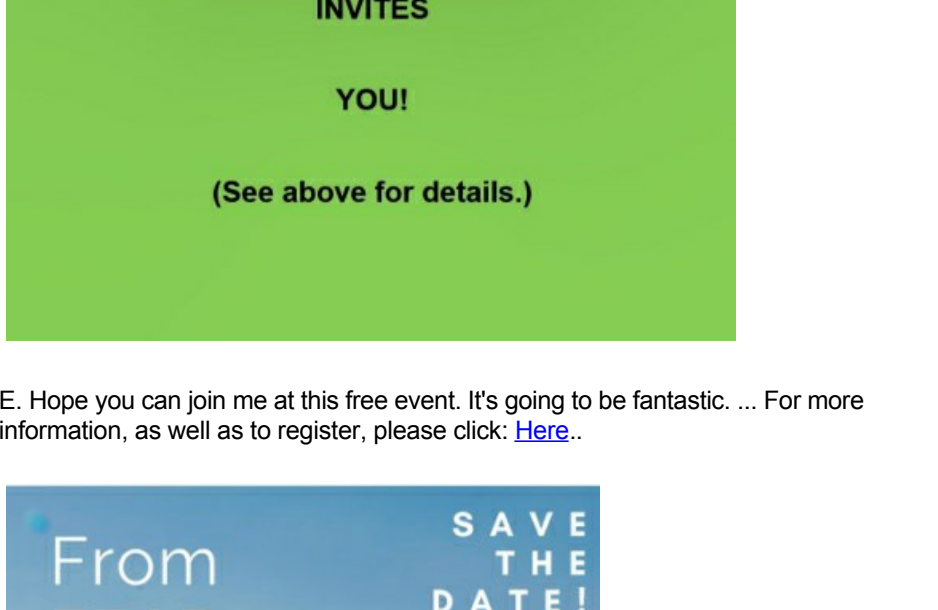 INVITES
YOU!
(See above for details.)
E. Hope you can join me at this free event. It's going to be fantastic. ... For more
information, as well as to register, please click: Here..
SAVE
From
THE
DATE!